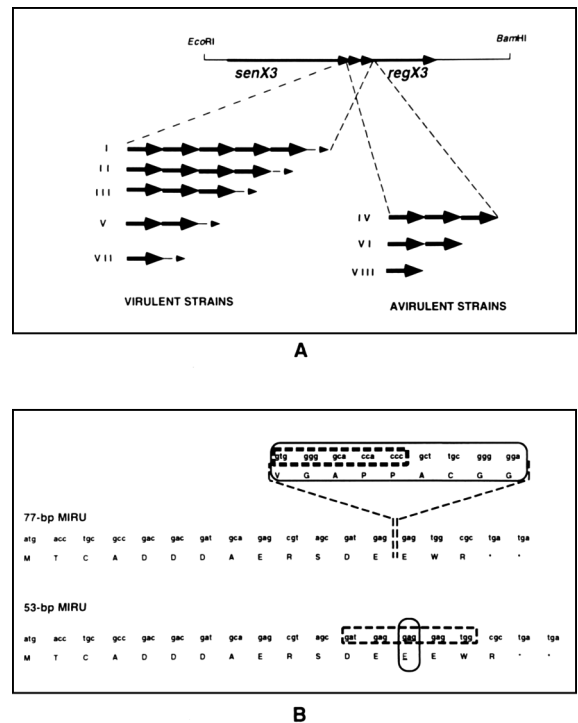 EcoRI
BamHI
senX3
regX3
I
II
III
IV
V
VI
VII
VIII
VIRULENT STRAINS
AVIRULENT STRAINS
A
gtg ggg gca cca ccc gct tgc ggg gga
V G A P P A C G G
77-bp MIRU
atg acc tgc gcc gac gac gat gca gag cgt agc gat gag gag tgg cgc tga tga
M T C A D D D A E R S D E E W R · ·
53-bp MIRU
atg acc tgc gcc gac gac gat gca gag cgt agc gat gag gag gag tgg cgc tga tga
M T C A D D D A E R S D E E E W R · ·
B